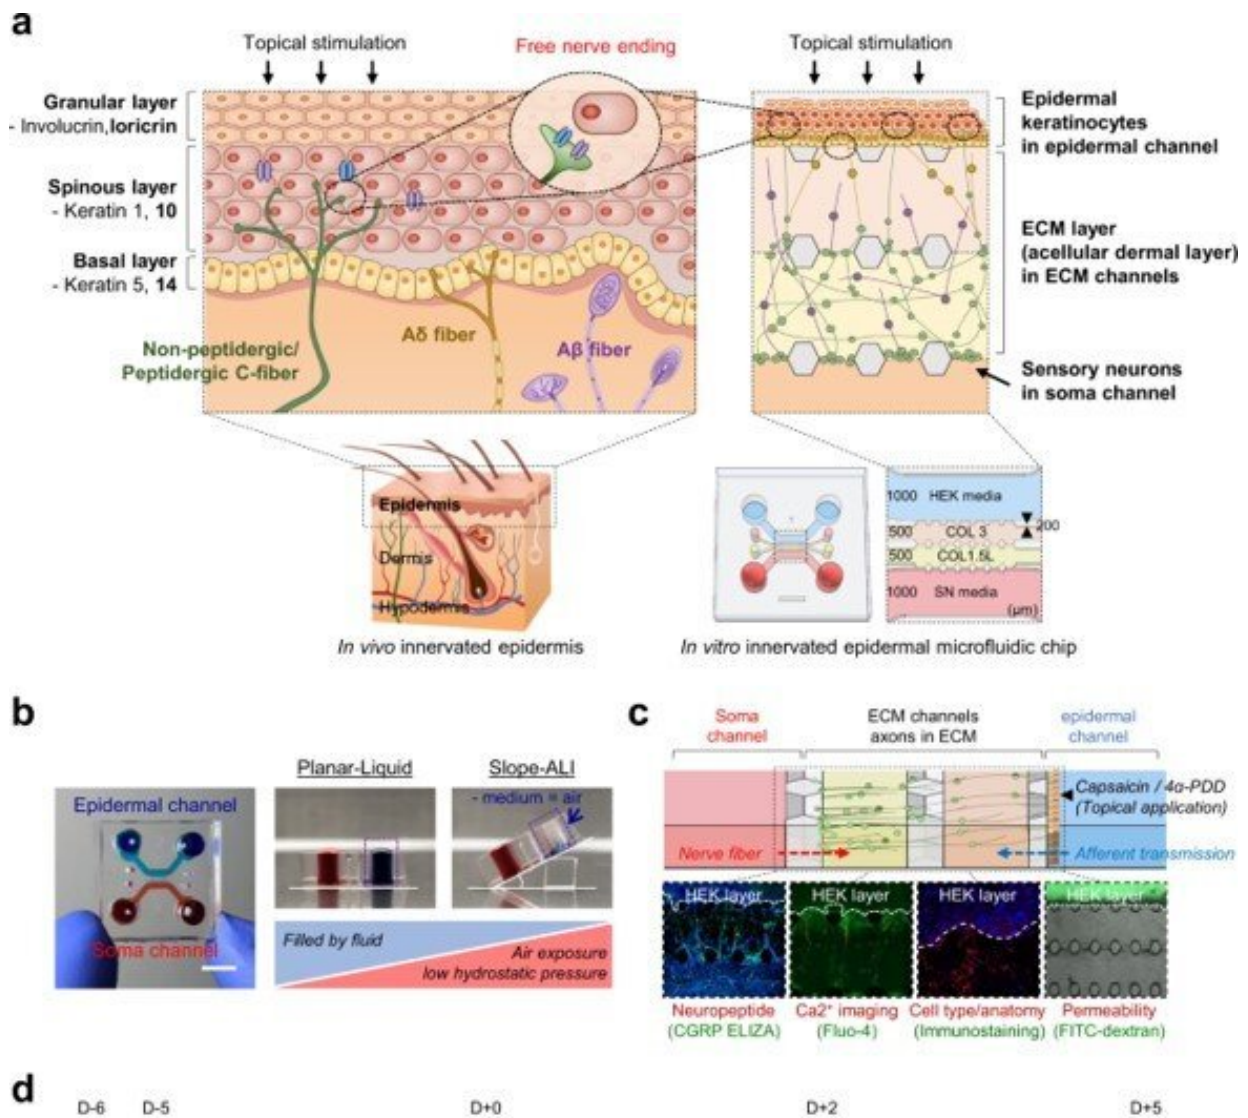 a
Topical stimulation
Free nerve ending
Topical stimulation
Granular layer
- Involucrin, loricrin
Spinous layer
- Keratin 1, 10
Basal layer
- Keratin 5, 14
Non-peptidergic/
Peptidergic C-fiber
Aδ fiber
Aβ fiber
Epidermal
keratinocytes
in epidermal channel
ECM layer
(acellular dermal layer)
in ECM channels
Sensory neurons
in soma channel
Epidermis
Dermis
Hypodermis
In vivo innervated epidermis
1000 HEK media
500 COL 3
200
500 COL1.5L
1000 SN media
(μm)
In vitro innervated epidermal microfluidic chip
b
Epidermal channel
Soma channel
Planar-Liquid
Slope-ALI
- medium = air
Filled by fluid
Air exposure
low hydrostatic pressure
c
Soma
channel
ECM channels
axons in ECM
epidermal
channel
Capsaicin / 4α-PDD
(Topical application)
Nerve fiber
Afferent transmission
HEK layer
HEK layer
HEK layer
HEK layer
Neuropeptide
(CGRP ELIZA)
Ca2+ imaging
(Fluo-4)
Cell type/anatomy
(Immunostaining)
Permeability
(FITC-dextran)
d
D-6 D-5 D+0 D+2 D+5